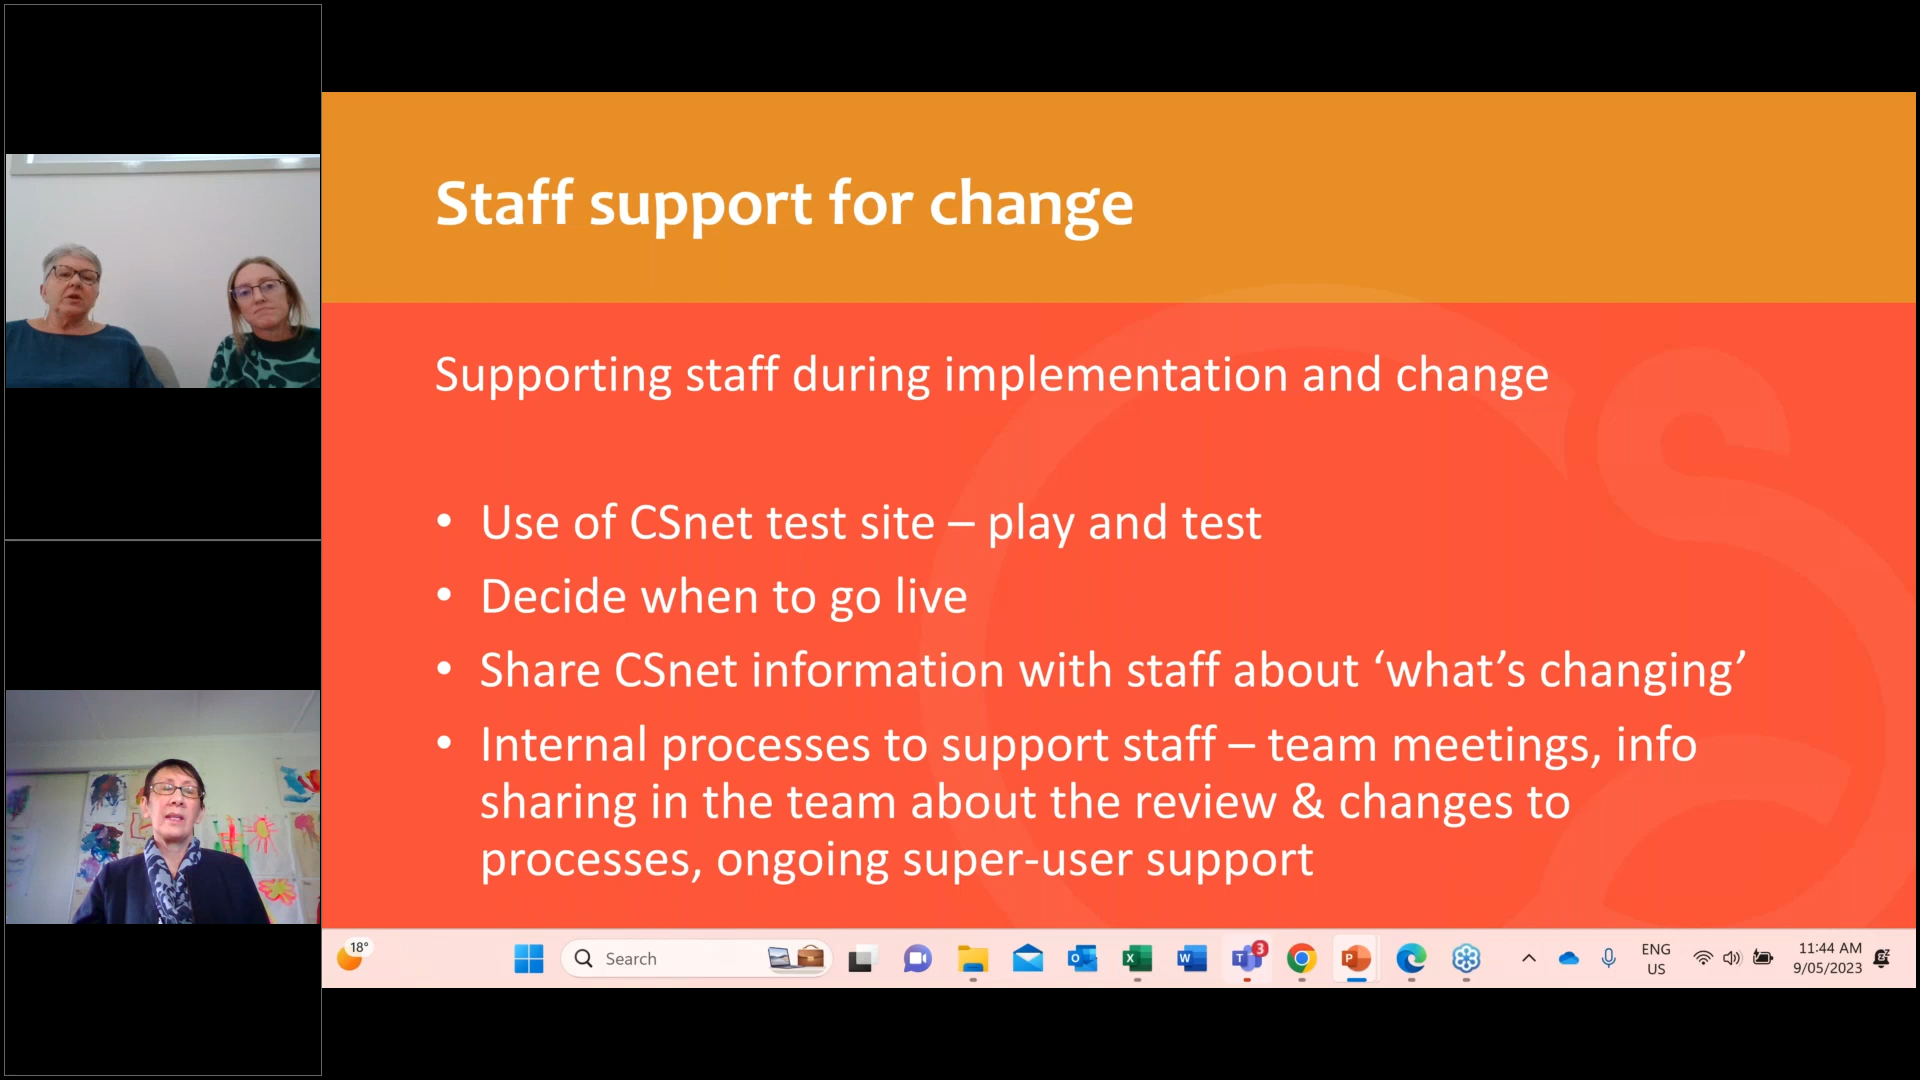 Staff support for change
Supporting staff during implementation and change
• Use of CSnet test site – play and test
• Decide when to go live
• Share CSnet information with staff about ‘what’s changing’
• Internal processes to support staff – team meetings, info
sharing in the team about the review & changes to
processes, ongoing super-user support
18°
Search
3
ENG
US
11:44 AM
9/05/2023